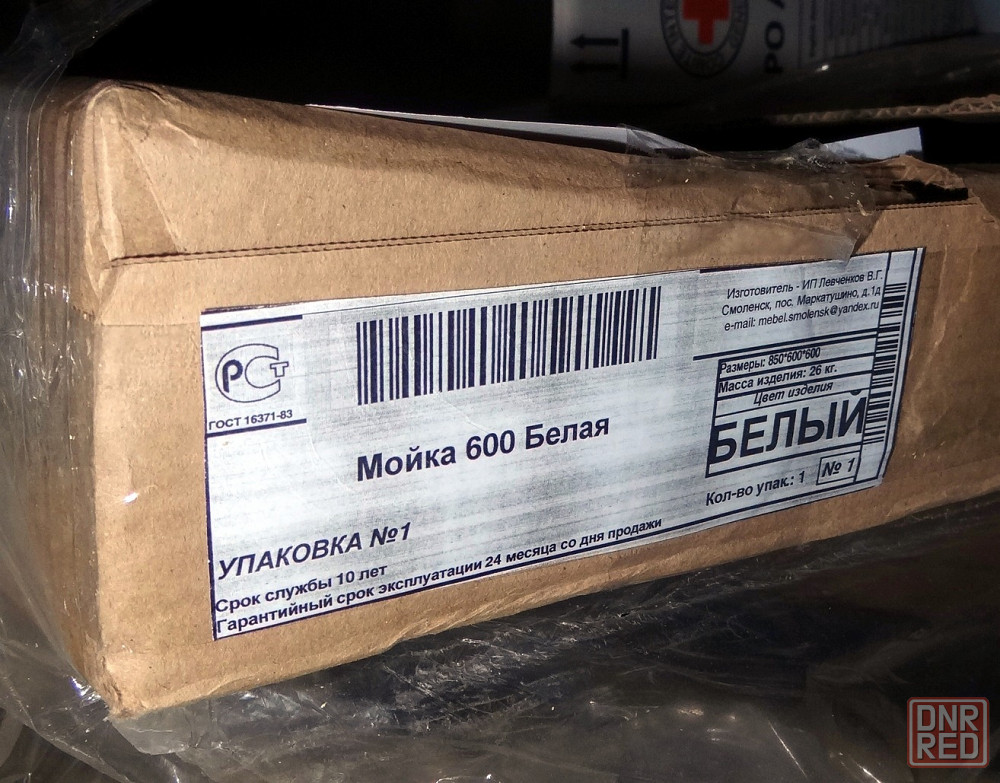 РО
РСТ
ГОСТ 16371-83
Мойка 600 Белая
УПАКОВКА №1
Срок службы 10 лет
Гарантийный срок эксплуатации 24 месяца со дня продажи
Изготовитель - ИП Левченков В.Г.
Смоленск, пос. Маркатушино, д.1д
e-mail: mebel.smolensk@yandex.ru
Размеры: 850*600*600
Масса изделия: 26 кг.
Цвет изделия
БЕЛЫЙ
Кол-во упак.: 1
№ 1
DNR
RED